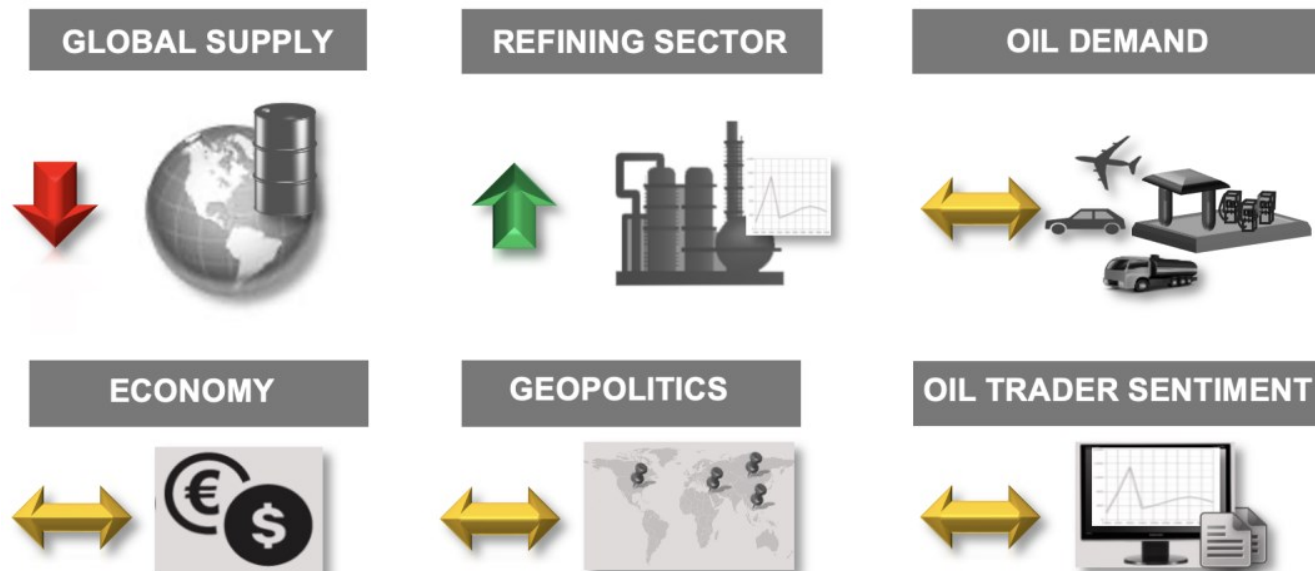 GLOBAL SUPPLY
REFINING SECTOR
OIL DEMAND
ECONOMY
GEOPOLITICS
OIL TRADER SENTIMENT
€
$